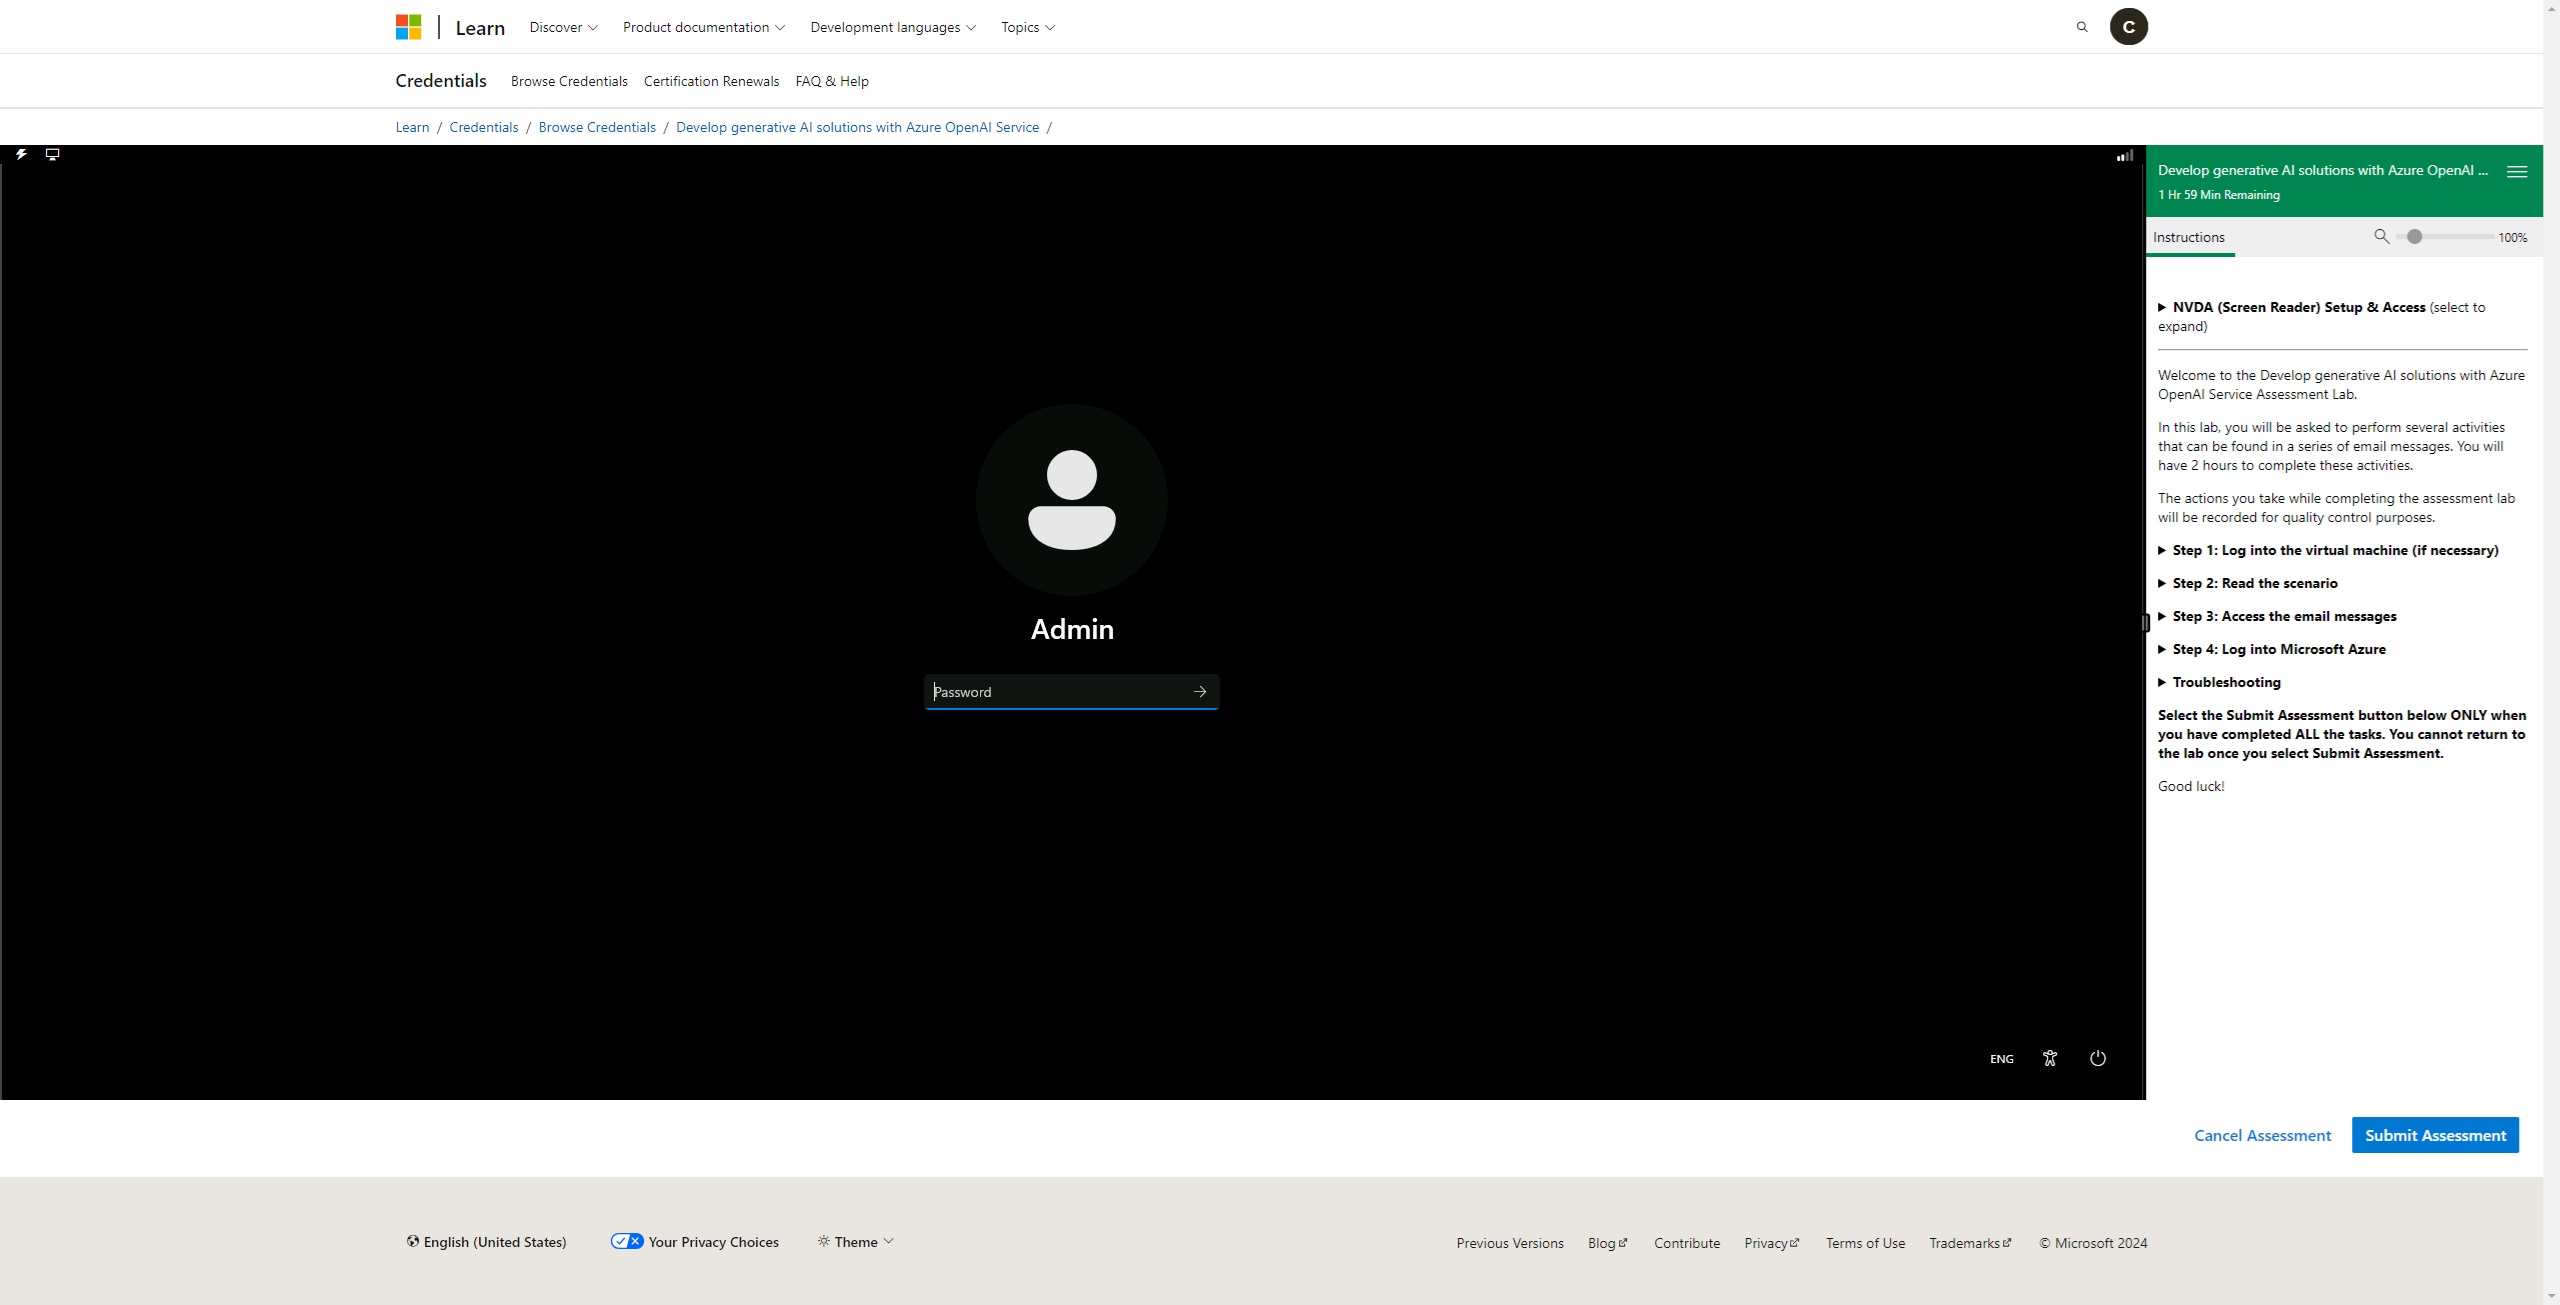 Learn Discover Product documentation Development languages Topics C
Credentials Browse Credentials Certification Renewals FAQ & Help
Learn / Credentials / Browse Credentials / Develop generative AI solutions with Azure OpenAI Service /
Admin
Password
ENG
Develop generative AI solutions with Azure OpenAI ...
1 Hr 59 Min Remaining
Instructions 100%
NVDA (Screen Reader) Setup & Access (select to
expand)
Welcome to the Develop generative AI solutions with Azure
OpenAI Service Assessment Lab.
In this lab, you will be asked to perform several activities
that can be found in a series of email messages. You will
have 2 hours to complete these activities.
The actions you take while completing the assessment lab
will be recorded for quality control purposes.
Step 1: Log into the virtual machine (if necessary)
Step 2: Read the scenario
Step 3: Access the email messages
Step 4: Log into Microsoft Azure
Troubleshooting
Select the Submit Assessment button below ONLY when
you have completed ALL the tasks. You cannot return to
the lab once you select Submit Assessment.
Good luck!
Cancel Assessment Submit Assessment
English (United States) Your Privacy Choices Theme Previous Versions Blog Contribute Privacy Terms of Use Trademarks © Microsoft 2024